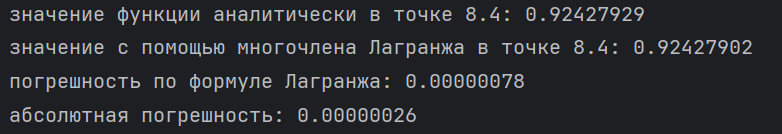 значение функции аналитически в точке 8.4: 0.92427929
значение с помощью многочлена Лагранжа в точке 8.4: 0.92427902
погрешность по формуле Лагранжа: 0.00000078
абсолютная погрешность: 0.00000026